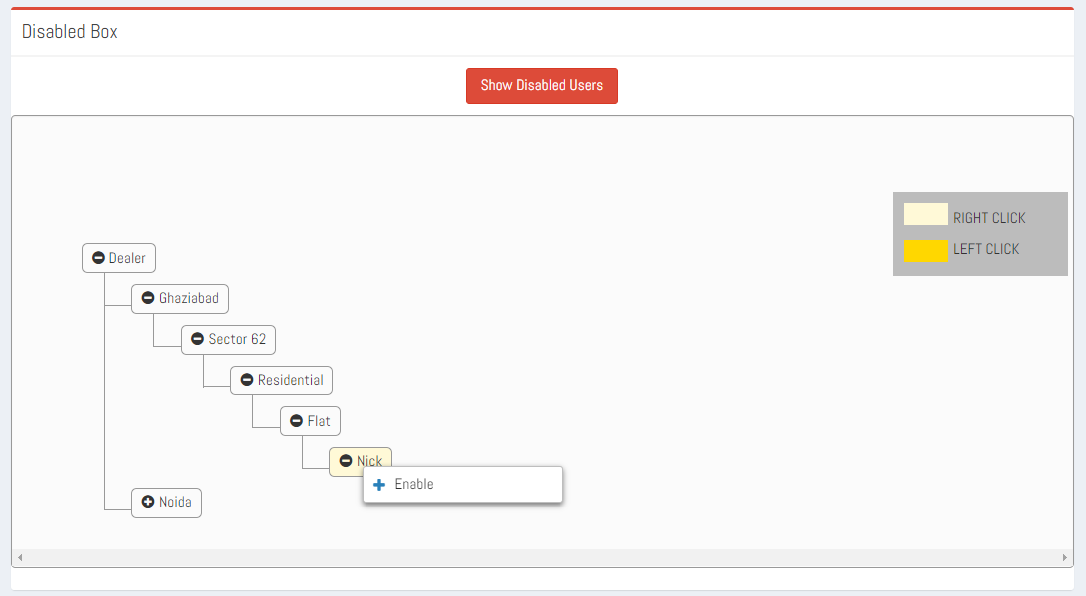 Disabled Box
Show Disabled Users
RIGHT CLICK
LEFT CLICK
Dealer
Ghaziabad
Sector 62
Residential
Flat
Nick
Enable
Noida